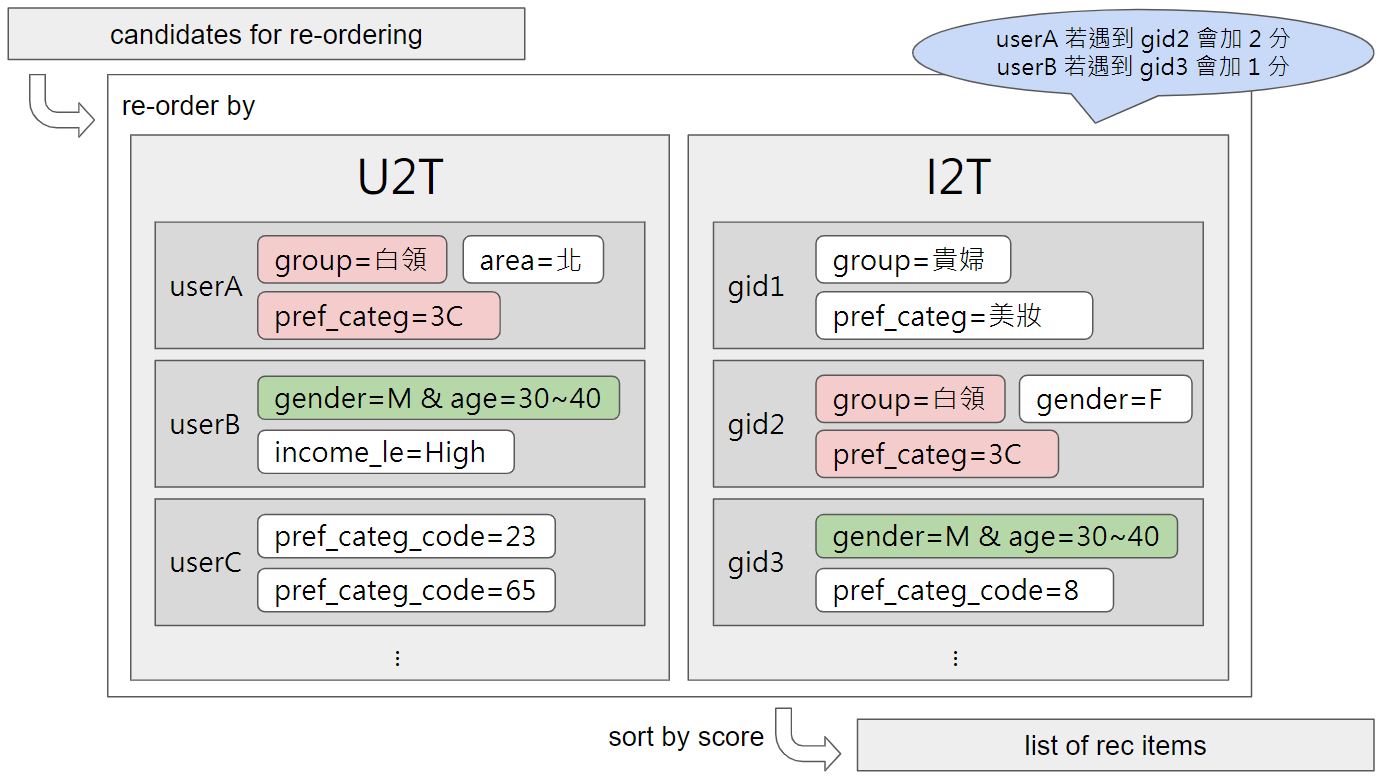 candidates for re-ordering
userA 若遇到 gid2 會加 2 分
userB 若遇到 gid3 會加 1 分
re-order by
U2T
userA
group=白領
area=北
pref_categ=3C
userB
gender=M & age=30~40
income_le=High
userC
pref_categ_code=23
pref_categ_code=65
⋮
I2T
gid1
group=貴婦
pref_categ=美妝
gid2
group=白領
gender=F
pref_categ=3C
gid3
gender=M & age=30~40
pref_categ_code=8
⋮
sort by score
list of rec items